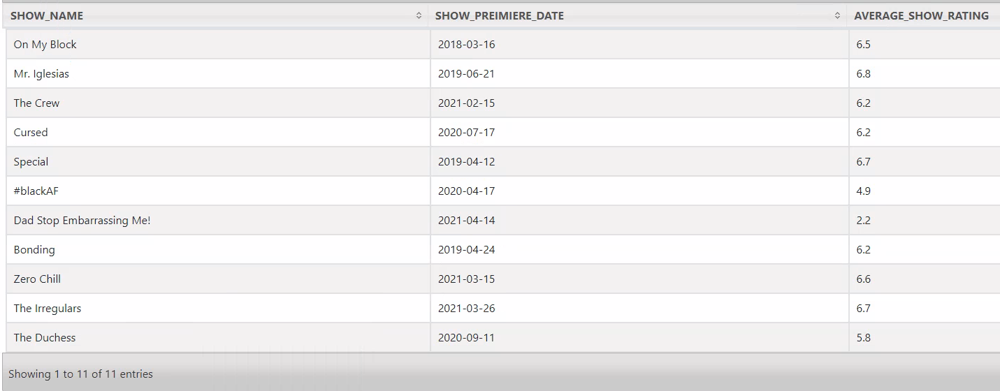 SHOW_NAME SHOW_PREIMIERE_DATE AVERAGE_SHOW_RATING
On My Block 2018-03-16 6.5
Mr. Iglesias 2019-06-21 6.8
The Crew 2021-02-15 6.2
Cursed 2020-07-17 6.2
Special 2019-04-12 6.7
#blackAF 2020-04-17 4.9
Dad Stop Embarrassing Me! 2021-04-14 2.2
Bonding 2019-04-24 6.2
Zero Chill 2021-03-15 6.6
The Irregulars 2021-03-26 6.7
The Duchess 2020-09-11 5.8
Showing 1 to 11 of 11 entries